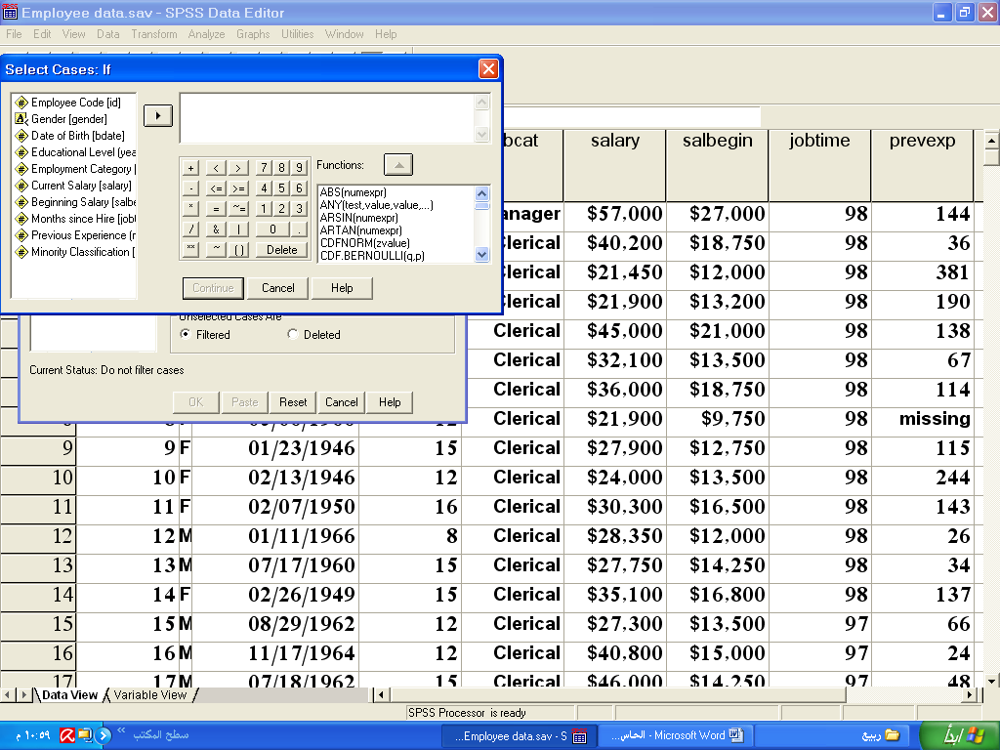 Employee data.sav - SPSS Data Editor
File Edit View Data Transform Analyze Graphs Utilities Window Help
Select Cases: If
Employee Code [id]
Gender [gender]
Date of Birth [bdate]
Educational Level [yea
Employment Category [
Current Salary [salary]
Beginning Salary [salbe
Months since Hire [jobt
Previous Experience [r
Minority Classification [
+ < > 7 8 9
- <= >= 4 5 6
* = ~= 1 2 3
/ & | 0 .
** ~ ( ) Delete
Functions:
ABS(numexpr)
ANY(test,value,value,...)
ARSIN(numexpr)
ARTAN(numexpr)
CDFNORM(zvalue)
CDF.BERNOULLI(q,p)
Continue Cancel Help
Unselected Cases Are
Filtered Deleted
Current Status: Do not filter cases
OK Paste Reset Cancel Help
bcat salary salbegin jobtime prevexp
anager $57,000 $27,000 98 144
Clerical $40,200 $18,750 98 36
lerical $21,450 $12,000 98 381
lerical $21,900 $13,200 98 190
Clerical $45,000 $21,000 98 138
Clerical $32,100 $13,500 98 67
Clerical $36,000 $18,750 98 114
Clerical $21,900 $9,750 98 missing
9 9 F 01/23/1946 15 Clerical $27,900 $12,750 98 115
10 10 F 02/13/1946 12 Clerical $24,000 $13,500 98 244
11 11 F 02/07/1950 16 Clerical $30,300 $16,500 98 143
12 12 M 01/11/1966 8 Clerical $28,350 $12,000 98 26
13 13 M 07/17/1960 15 Clerical $27,750 $14,250 98 34
14 14 F 02/26/1949 15 Clerical $35,100 $16,800 98 137
15 15 M 08/29/1962 12 Clerical $27,300 $13,500 97 66
16 16 M 11/17/1964 12 Clerical $40,800 $15,000 97 24
17 17 M 07/18/1962 15 Clerical $46,000 $14,250 97 48
Data View Variable View
SPSS Processor is ready
١٠:٥٩ م سطح المكتب ...Employee data.sav - S ...الحاس - Microsoft Word ربيع ابدأ